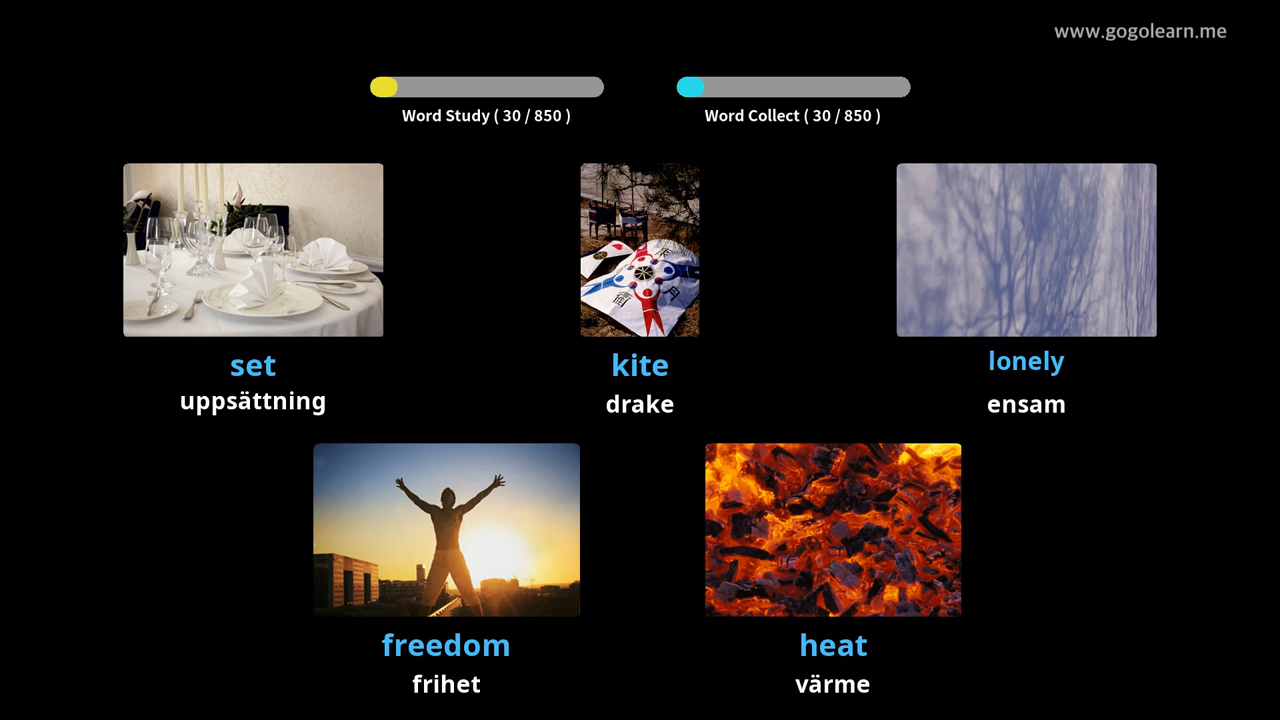 www.gogolearn.me
Word Study ( 30 / 850 )
Word Collect ( 30 / 850 )
set
uppsättning
kite
drake
lonely
ensam
freedom
frihet
heat
värme